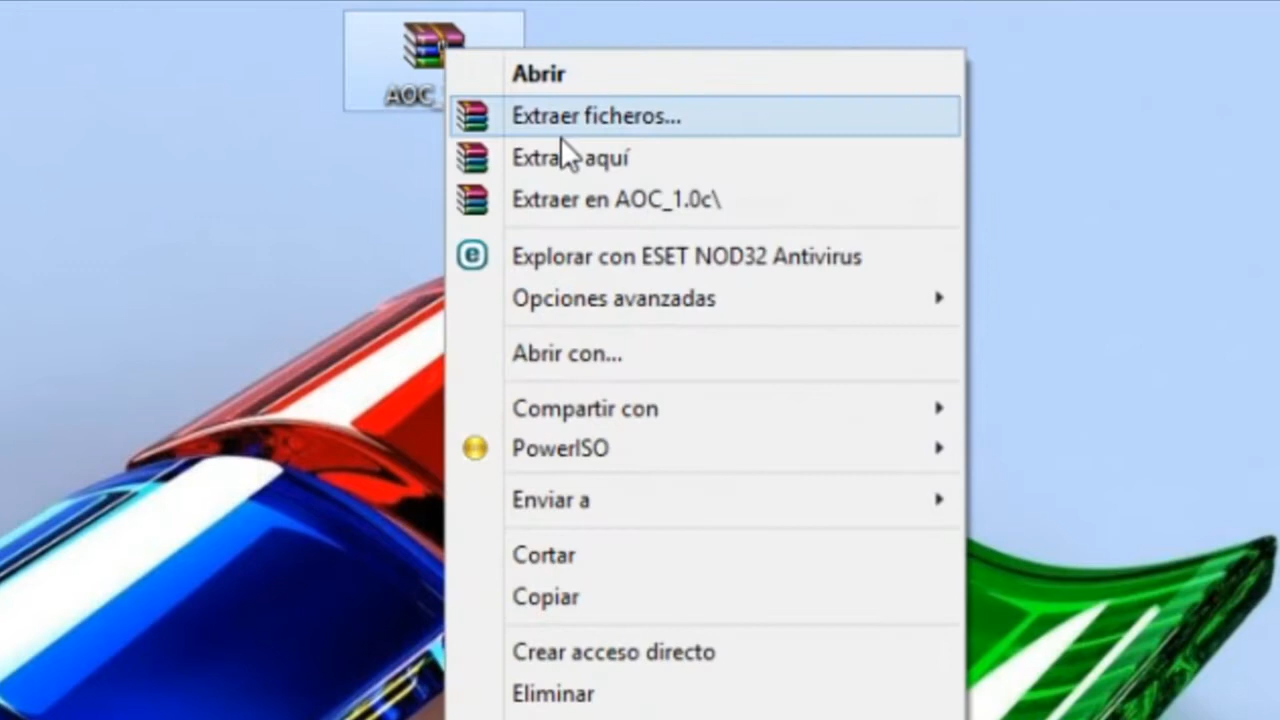 AOC_
Abrir
Extraer ficheros...
Extraer aquí
Extraer en AOC_1.0c\
Explorar con ESET NOD32 Antivirus
Opciones avanzadas
Abrir con...
Compartir con
PowerISO
Enviar a
Cortar
Copiar
Crear acceso directo
Eliminar